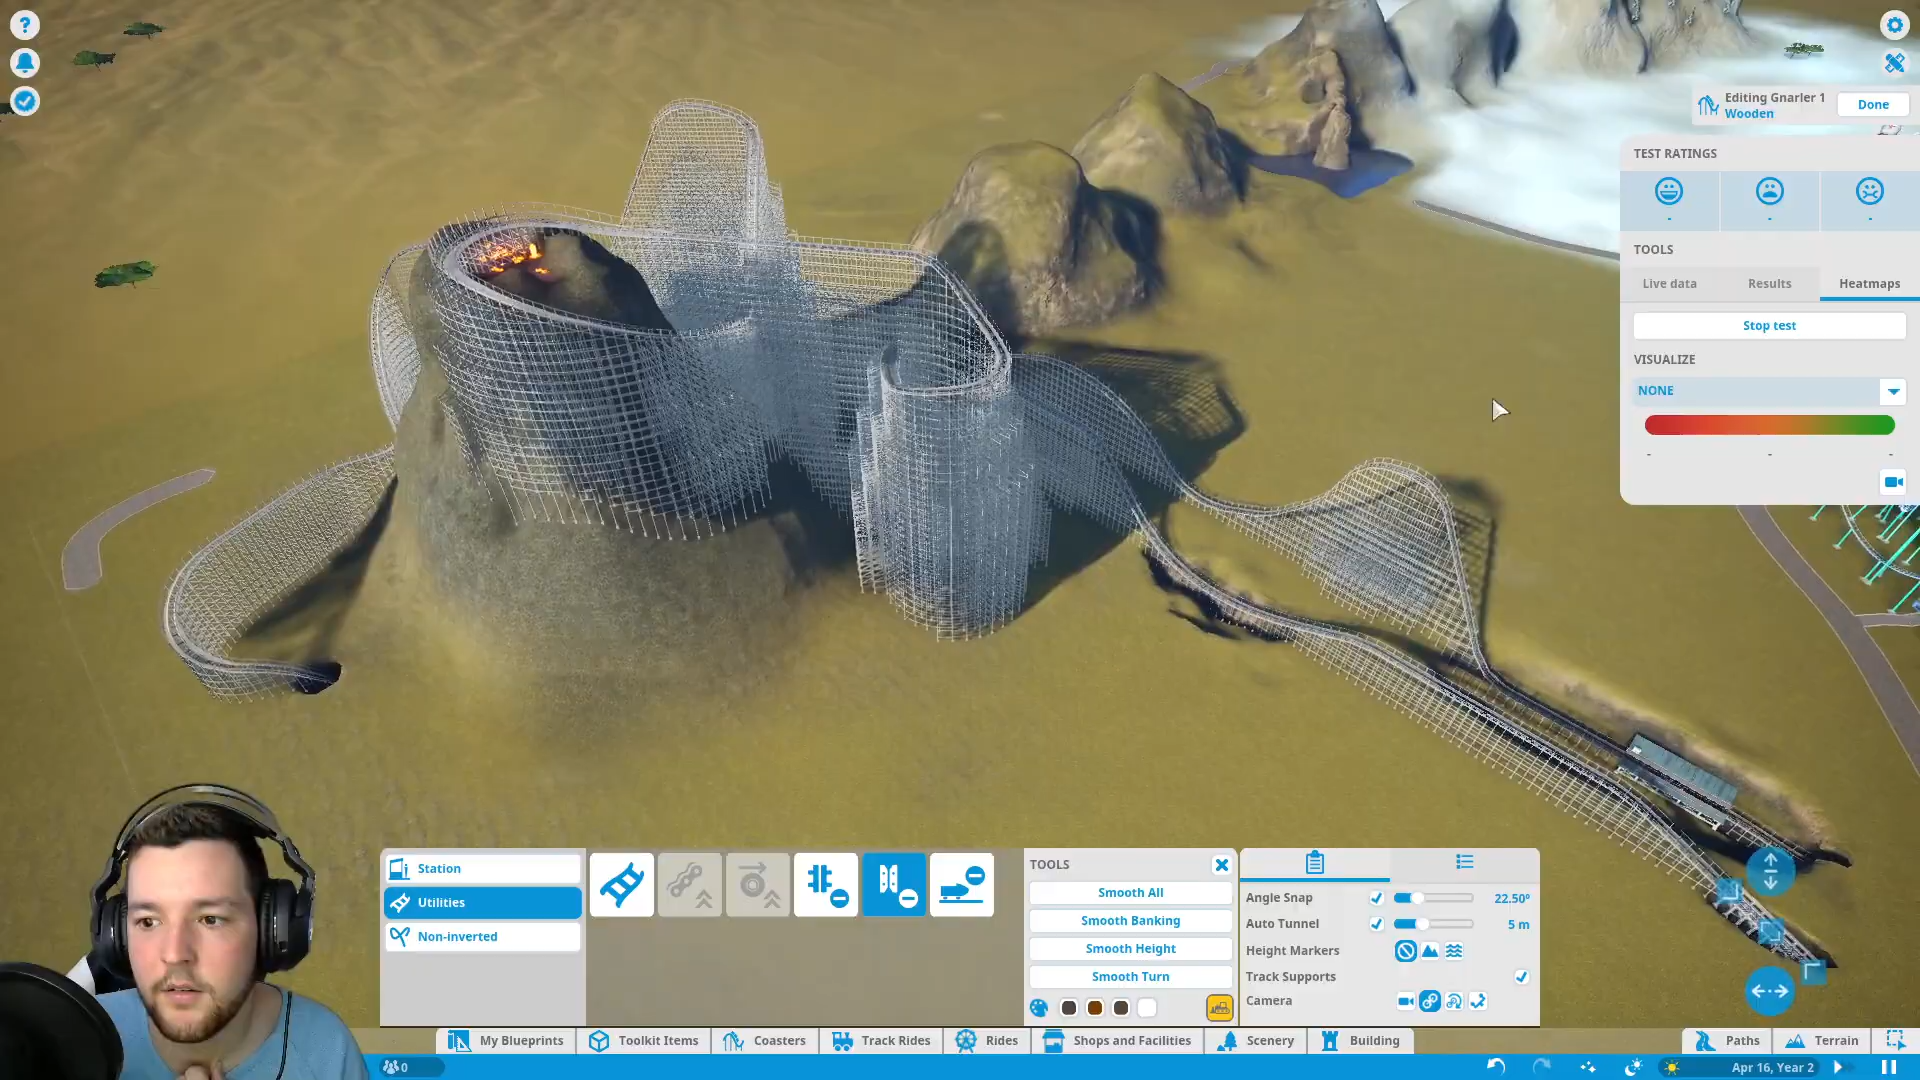 ?
Editing Gnarler 1
Wooden
Done
TEST RATINGS
- - -
TOOLS
Live data Results Heatmaps
Stop test
VISUALIZE
NONE
- - -
Station
Utilities
Non-inverted
TOOLS
Smooth All
Smooth Banking
Smooth Height
Smooth Turn
Angle Snap 22.50°
Auto Tunnel 5 m
Height Markers
Track Supports
Camera
My Blueprints Toolkit Items Coasters Track Rides Rides Shops and Facilities Scenery Building Paths Terrain
0 Apr 16, Year 2